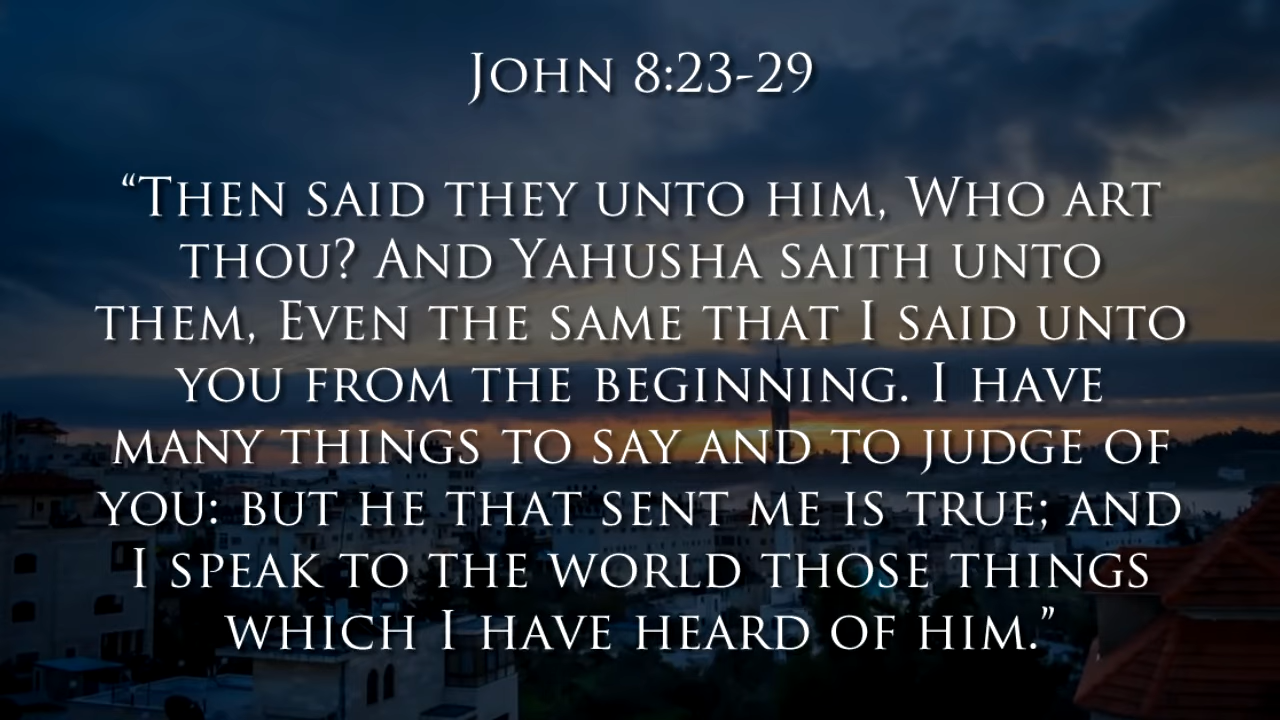 John 8:23-29
“Then said they unto him, Who art
thou? And Yahusha saith unto
them, Even the same that I said unto
you from the beginning. I have
many things to say and to judge of
you: but he that sent me is true; and
I speak to the world those things
which I have heard of him.”